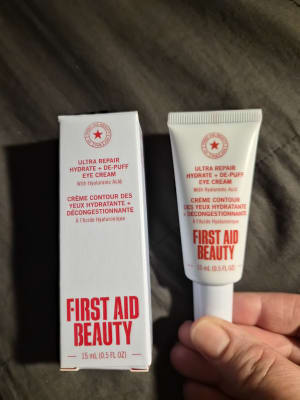 ULTRA REPAIR
HYDRATE + DE-PUFF
EYE CREAM
With Hyaluronic Acid
CRÈME CONTOUR DES
YEUX HYDRATANTE +
DÉCONGESTIONNANTE
À l'Acide Hyaluronique
FIRST AID
BEAUTY
15 mL (0.5 FL OZ)
ULTRA REPAIR
HYDRATE + DE-PUFF
EYE CREAM
With Hyaluronic Acid
CRÈME CONTOUR
DES YEUX HYDRATANTE
+ DÉCONGESTIONNANTE
À l'Acide Hyaluronique
FIRST AID
BEAUTY
15 mL (0.5 FL OZ)